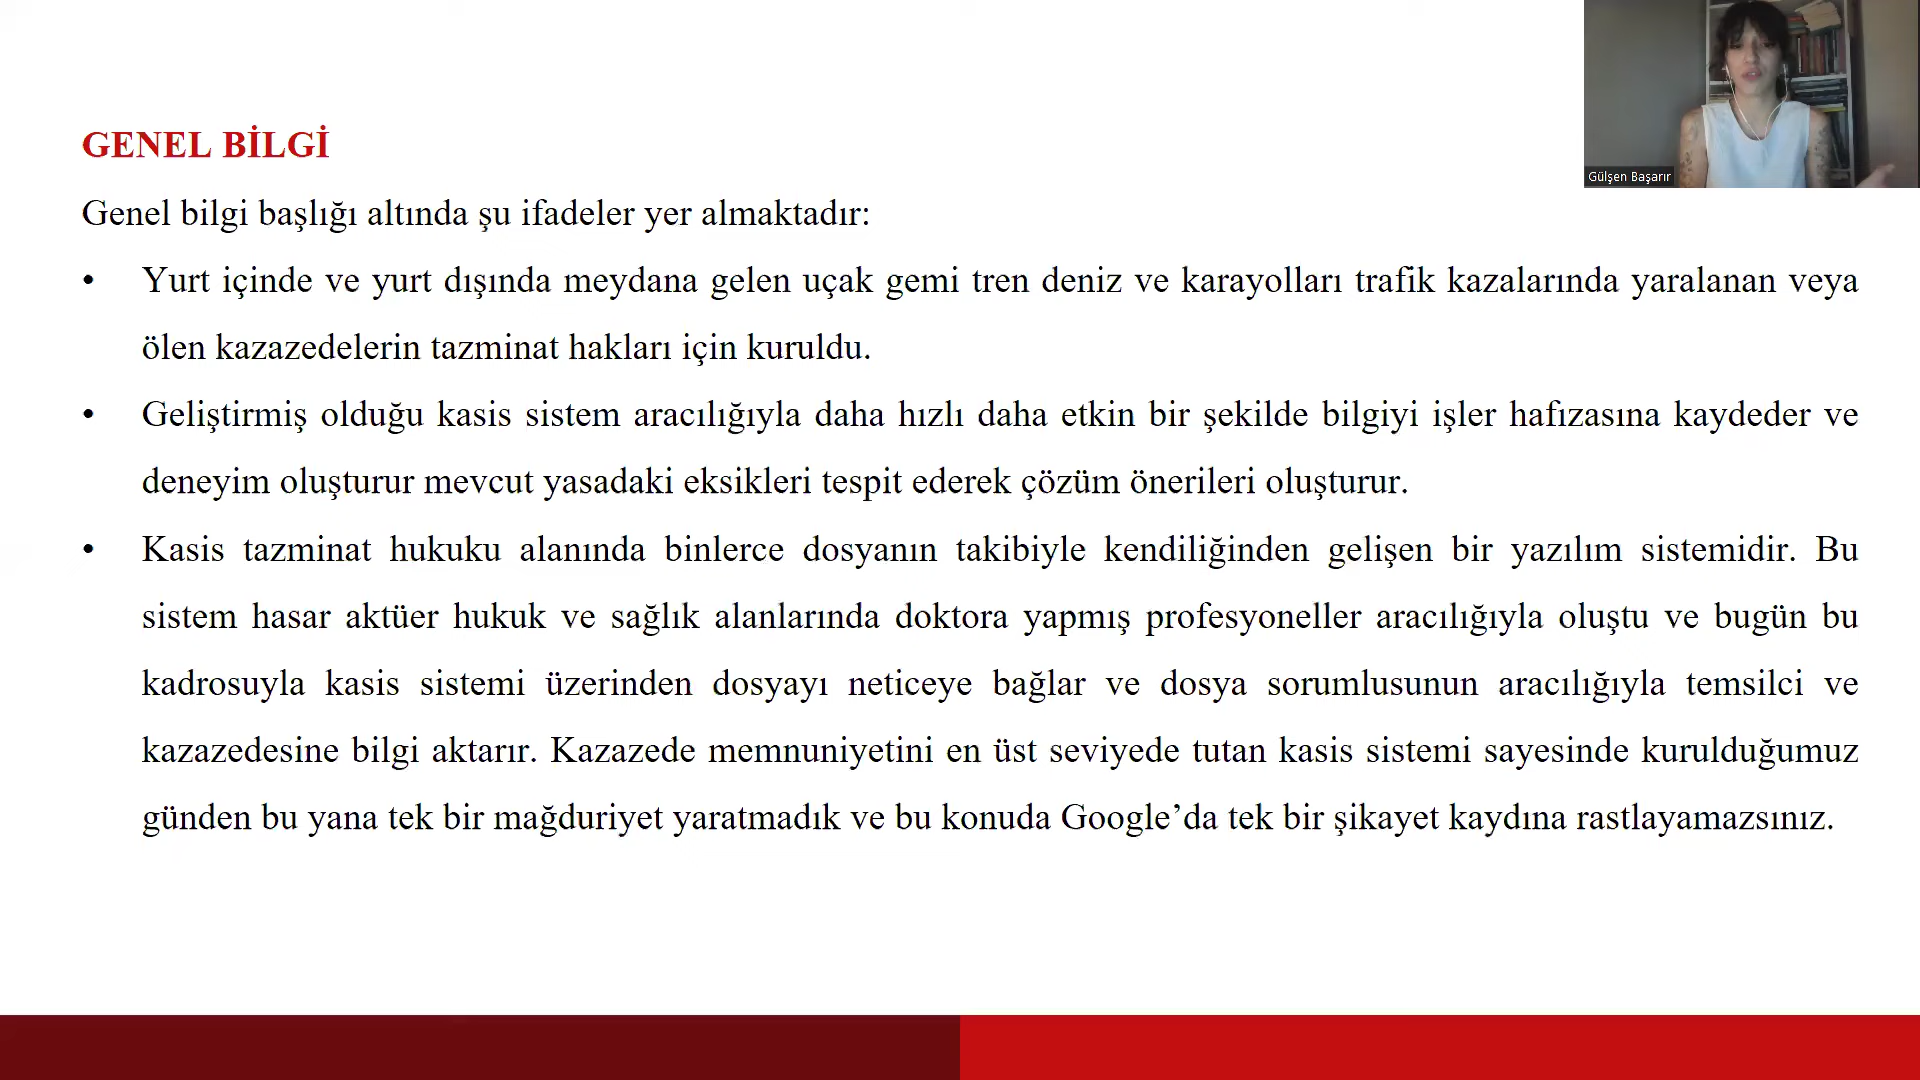 GENEL BİLGİ
Genel bilgi başlığı altında şu ifadeler yer almaktadır:
• Yurt içinde ve yurt dışında meydana gelen uçak gemi tren deniz ve karayolları trafik kazalarında yaralanan veya
ölen kazazedelerin tazminat hakları için kuruldu.
• Geliştirmiş olduğu kasis sistem aracılığıyla daha hızlı daha etkin bir şekilde bilgiyi işler hafızasına kaydeder ve
deneyim oluşturur mevcut yasadaki eksikleri tespit ederek çözüm önerileri oluşturur.
• Kasis tazminat hukuku alanında binlerce dosyanın takibiyle kendiliğinden gelişen bir yazılım sistemidir. Bu
sistem hasar aktüer hukuk ve sağlık alanlarında doktora yapmış profesyoneller aracılığıyla oluştu ve bugün bu
kadrosuyla kasis sistemi üzerinden dosyayı neticeye bağlar ve dosya sorumlusunun aracılığıyla temsilci ve
kazazedesine bilgi aktarır. Kazazede memnuniyetini en üst seviyede tutan kasis sistemi sayesinde kurulduğumuz
günden bu yana tek bir mağduriyet yaratmadık ve bu konuda Google’da tek bir şikayet kaydına rastlayamazsınız.
Gülşen Başarır